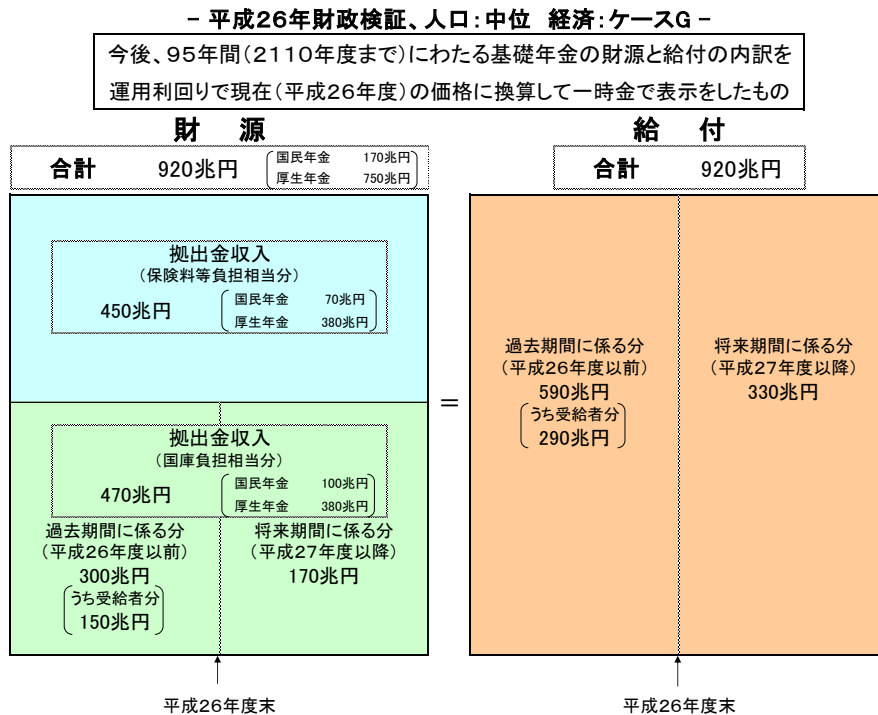 - 平成26年財政検証、人口:中位 経済:ケースG -
今後、95年間(2110年度まで)にわたる基礎年金の財源と給付の内訳を
運用利回りで現在(平成26年度)の価格に換算して一時金で表示をしたもの
財 源
合計 920兆円
国民年金 170兆円
厚生年金 750兆円
拠出金収入
(保険料等負担相当分)
450兆円
国民年金 70兆円
厚生年金 380兆円
拠出金収入
(国庫負担相当分)
470兆円
国民年金 100兆円
厚生年金 380兆円
過去期間に係る分
(平成26年度以前)
300兆円
うち受給者分
150兆円
将来期間に係る分
(平成27年度以降)
170兆円
平成26年度末
=
給 付
合計 920兆円
過去期間に係る分
(平成26年度以前)
590兆円
うち受給者分
290兆円
将来期間に係る分
(平成27年度以降)
330兆円
平成26年度末